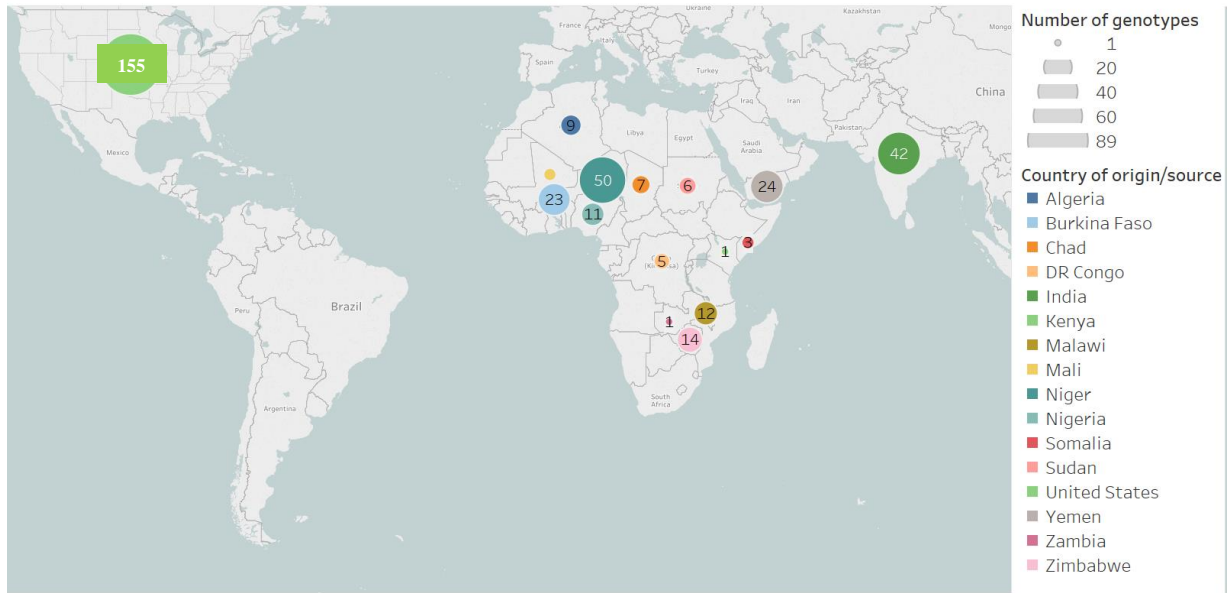 Ukraine
Kazakhstan
France
Mongo
Italy
Spain
Turkey
China
Iraq
Iran
Pakistan
Libya
Egypt
Saudi
Arabia
Mexico
Peru
Brazil
Argentina
South
Africa
155
9
50
7
6
24
42
23
11
3
1
5
12
1
14
Number of genotypes
1
20
40
60
89
Country of origin/source
Algeria
Burkina Faso
Chad
DR Congo
India
Kenya
Malawi
Mali
Niger
Nigeria
Somalia
Sudan
United States
Yemen
Zambia
Zimbabwe